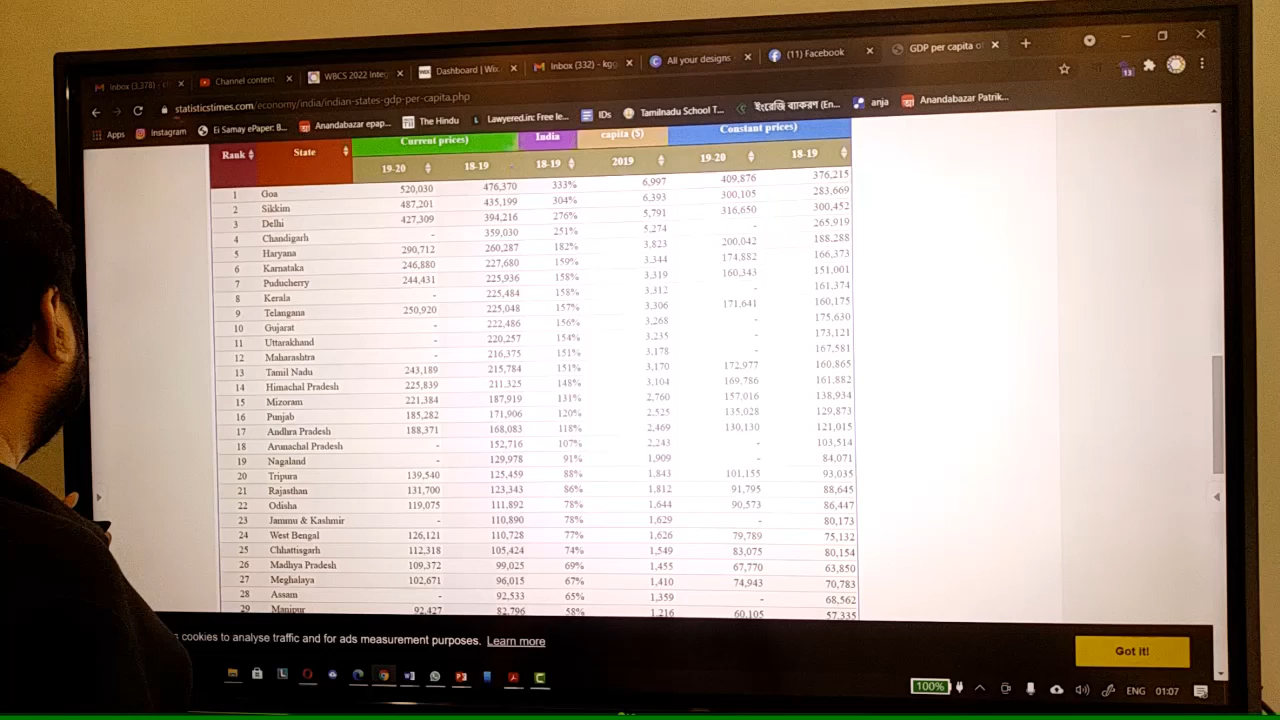 Inbox (3,378)
Channel content
WBCS 2022 Integ
Dashboard | Wix.
Inbox (332) - kgg
All your designs
(11) Facebook
GDP per capita of
statisticstimes.com/economy/india/indian-states-gdp-per-capita.php
13
Apps Instagram Ei Samay ePaper: B... Anandabazar epap... The Hindu Lawyered.in: Free le... IDs Tamilnadu School T... ইংরেজি ব্যাকরণ (En... anja Anandabazar Patrik...
Rank State Current prices) India capita ($) Constant prices)
19-20 18-19 18-19 2019 19-20 18-19
1 Goa 520,030 476,370 333% 6,997 409,876 376,215
2 Sikkim 487,201 435,199 304% 6,393 300,105 283,669
3 Delhi 427,309 394,216 276% 5,791 316,650 300,452
4 Chandigarh - 359,030 251% 5,274 - 265,919
5 Haryana 290,712 260,287 182% 3,823 200,042 188,288
6 Karnataka 246,880 227,680 159% 3,344 174,882 166,373
7 Puducherry 244,431 225,936 158% 3,319 160,343 151,001
8 Kerala - 225,484 158% 3,312 - 161,374
9 Telangana 250,920 225,048 157% 3,306 171,641 160,175
10 Gujarat - 222,486 156% 3,268 - 175,630
11 Uttarakhand - 220,257 154% 3,235 - 173,121
12 Maharashtra - 216,375 151% 3,178 - 167,581
13 Tamil Nadu 243,189 215,784 151% 3,170 172,977 160,865
14 Himachal Pradesh 225,839 211,325 148% 3,104 169,786 161,882
15 Mizoram 221,384 187,919 131% 2,760 157,016 138,934
16 Punjab 185,282 171,906 120% 2,525 135,028 129,873
17 Andhra Pradesh 188,371 168,083 118% 2,469 130,130 121,015
18 Arunachal Pradesh - 152,716 107% 2,243 - 103,514
19 Nagaland - 129,978 91% 1,909 - 84,071
20 Tripura 139,540 125,459 88% 1,843 101,155 93,035
21 Rajasthan 131,700 123,343 86% 1,812 91,795 88,645
22 Odisha 119,075 111,892 78% 1,644 90,573 86,447
23 Jammu & Kashmir - 110,890 78% 1,629 - 80,173
24 West Bengal 126,121 110,728 77% 1,626 79,789 75,132
25 Chhattisgarh 112,318 105,424 74% 1,549 83,075 80,154
26 Madhya Pradesh 109,372 99,025 69% 1,455 67,770 63,850
27 Meghalaya 102,671 96,015 67% 1,410 74,943 70,783
28 Assam - 92,533 65% 1,359 - 68,562
29 Manipur 92,427 82,796 58% 1,216 60,105 57,335
cookies to analyse traffic and for ads measurement purposes. Learn more
Got it!
100% ENG 01:07